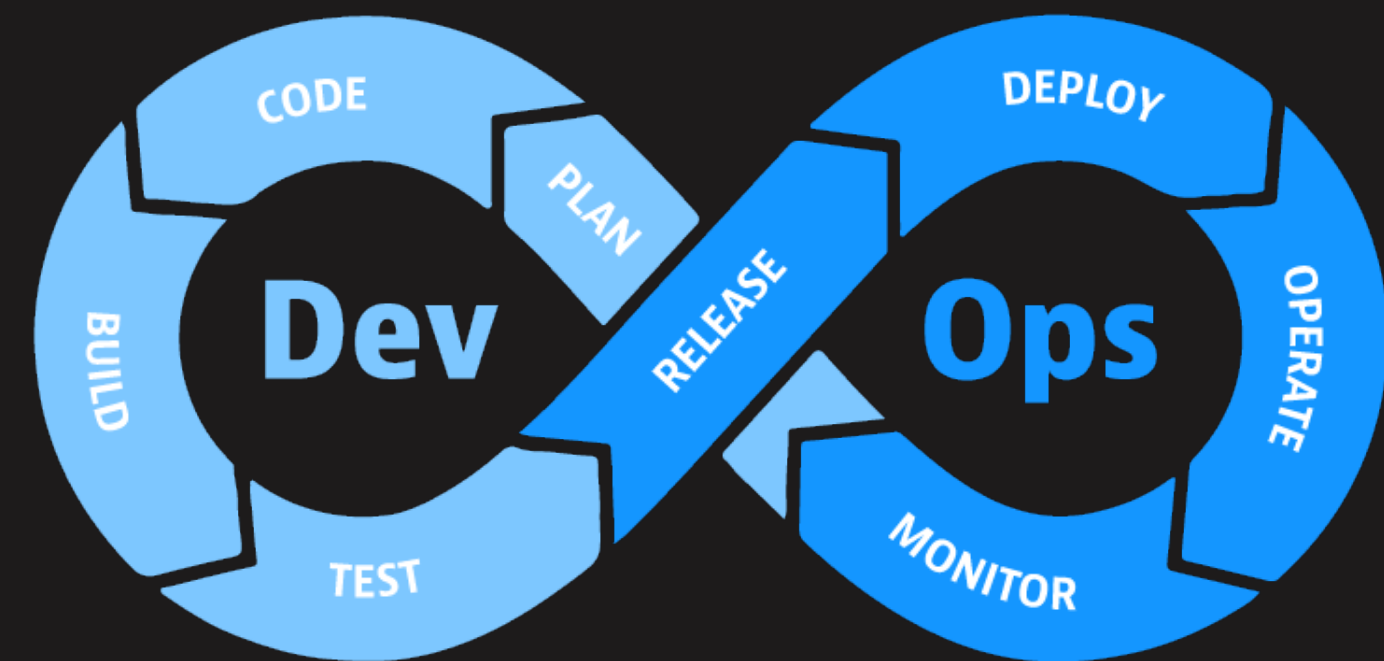 CODE
PLAN
BUILD
TEST
Dev
RELEASE
DEPLOY
OPERATE
MONITOR
Ops